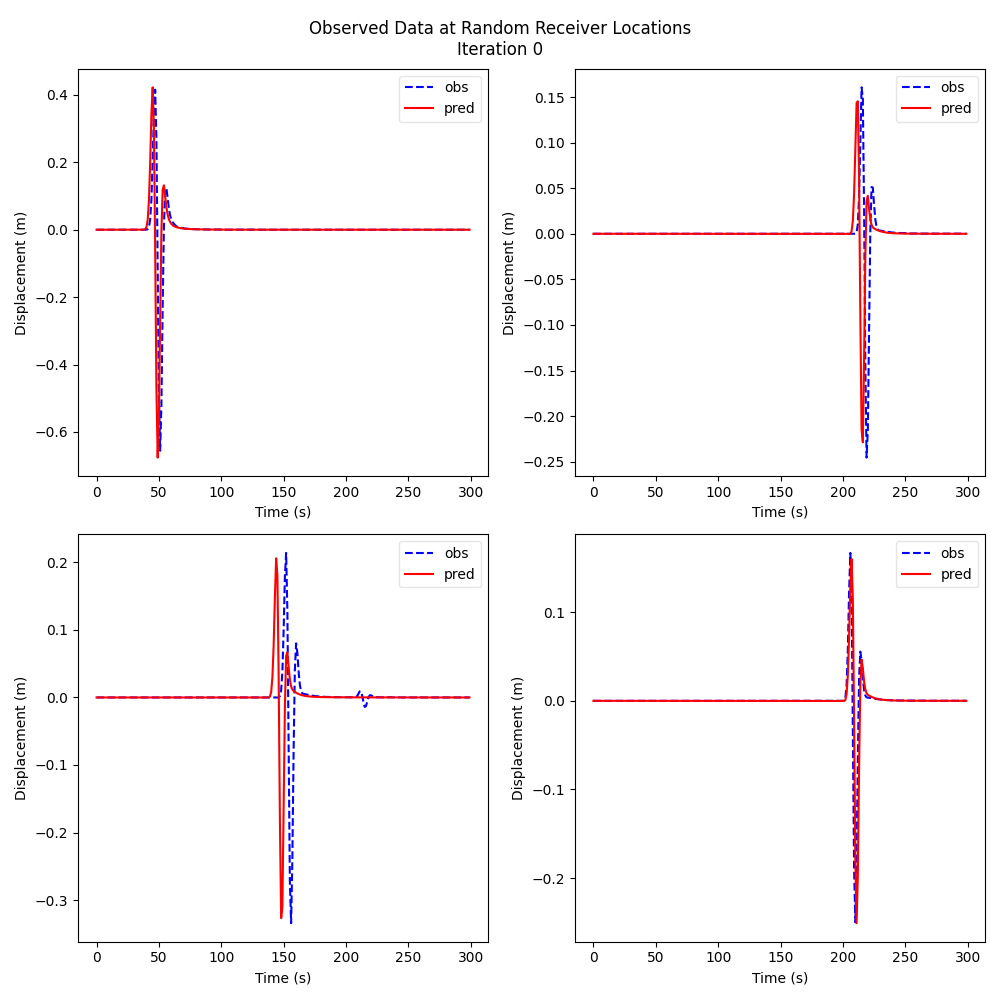 Observed Data at Random Receiver Locations
Iteration 0
obs
pred
0.4
0.2
0.0
−0.2
−0.4
−0.6
Displacement (m)
0 50 100 150 200 250 300
Time (s)
obs
pred
0.15
0.10
0.05
0.00
−0.05
−0.10
−0.15
−0.20
−0.25
Displacement (m)
0 50 100 150 200 250 300
Time (s)
obs
pred
0.2
0.1
0.0
−0.1
−0.2
−0.3
Displacement (m)
0 50 100 150 200 250 300
Time (s)
obs
pred
0.1
0.0
−0.1
−0.2
Displacement (m)
0 50 100 150 200 250 300
Time (s)